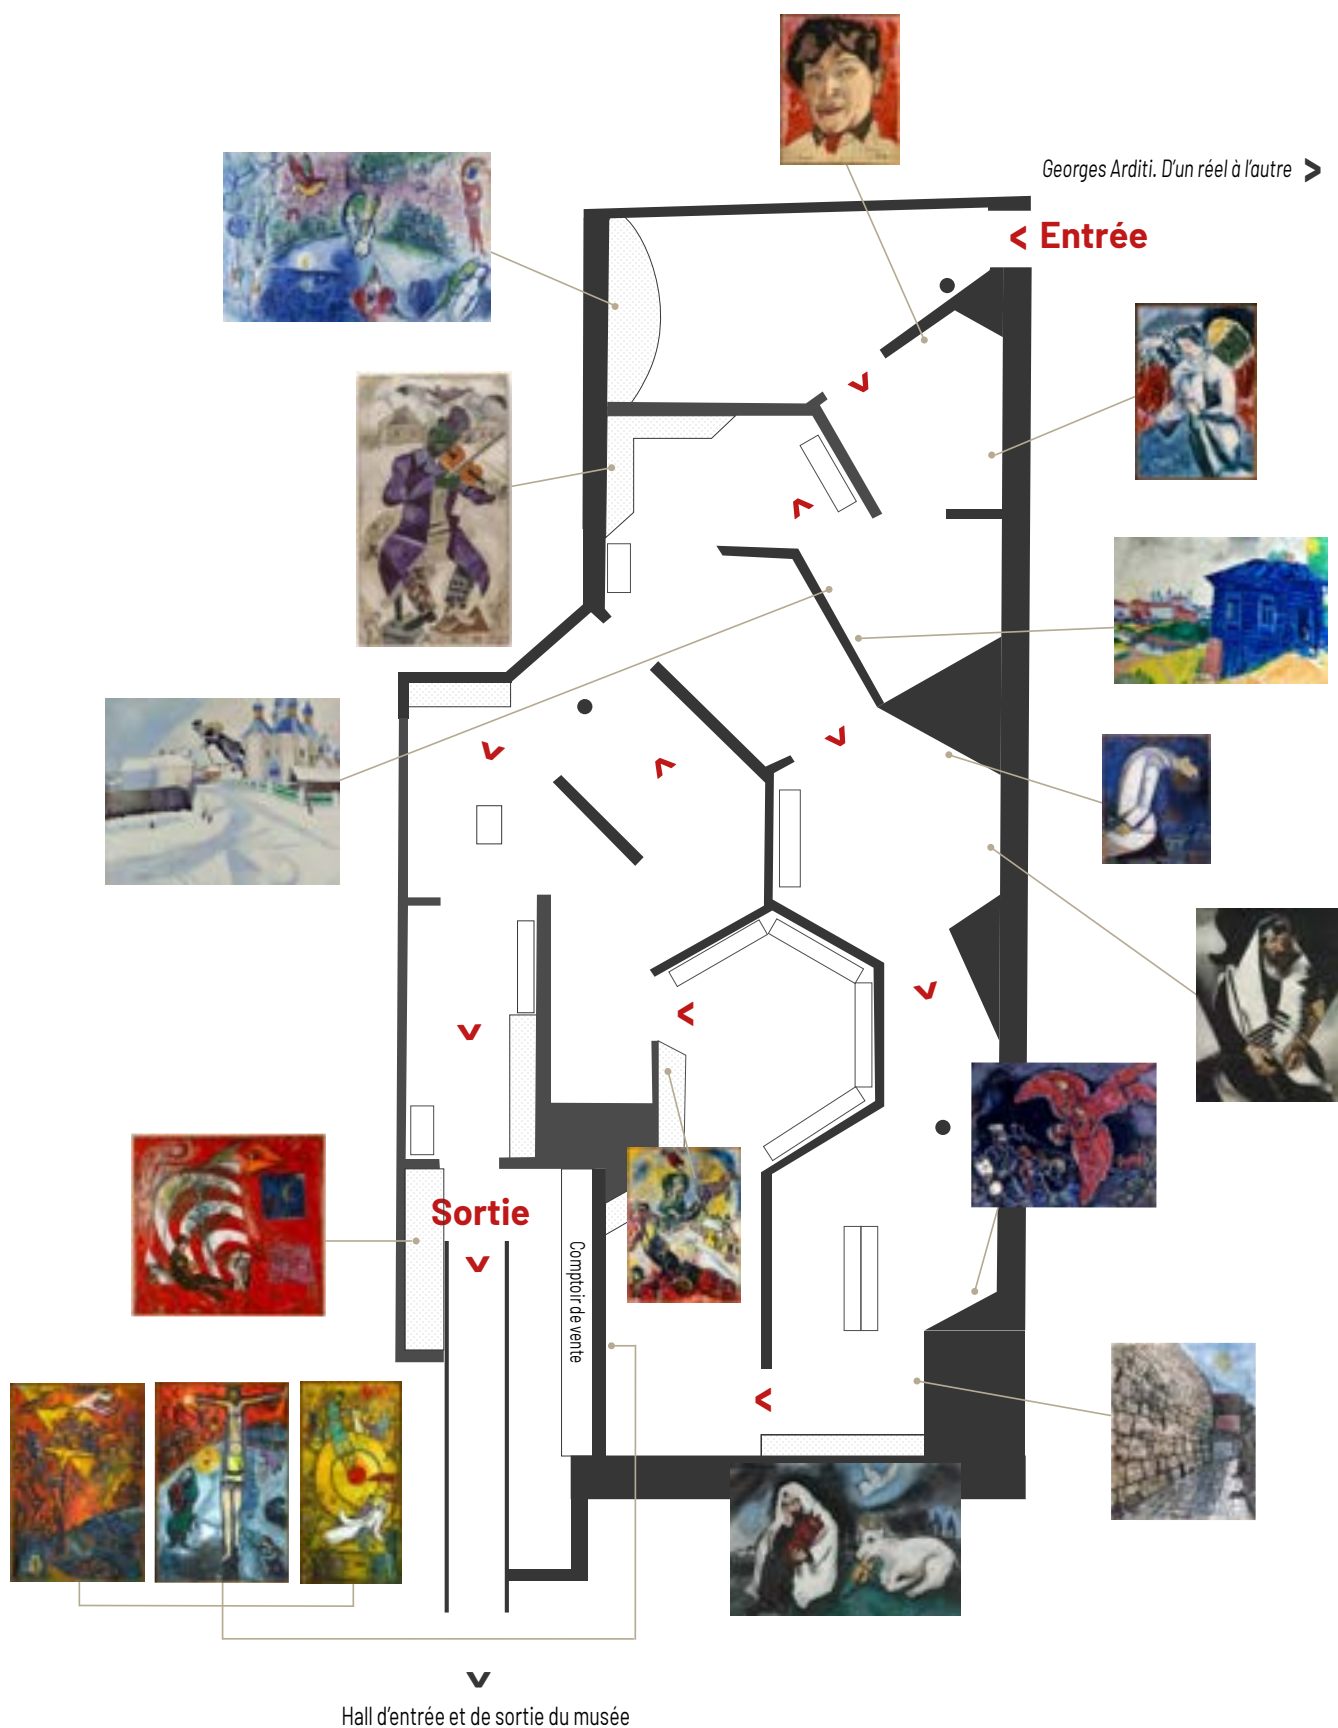 Georges Arditi. D'un réel à l'autre >
< Entrée
Sortie
Comptoir de vente
Hall d'entrée et de sortie du musée